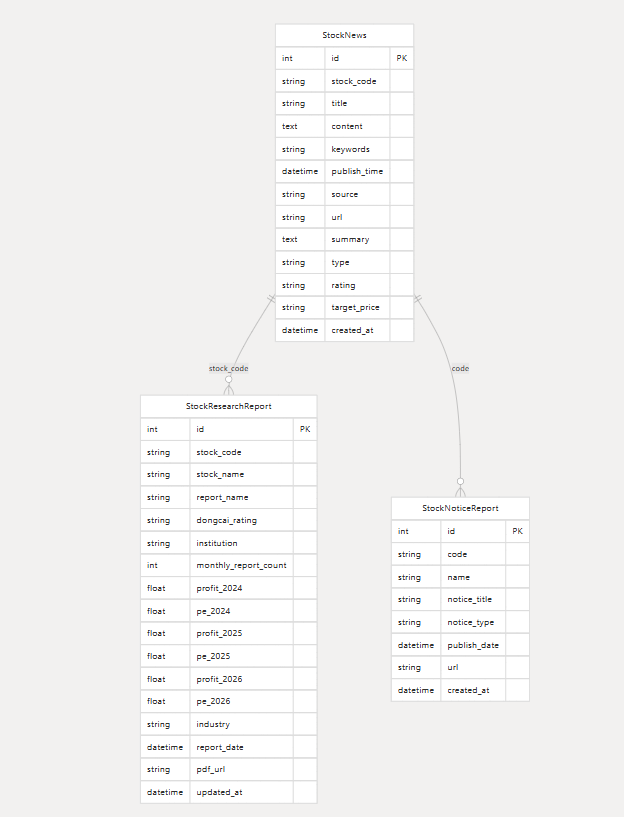 StockNews
int id PK
string stock_code
string title
text content
string keywords
datetime publish_time
string source
string url
text summary
string type
string rating
string target_price
datetime created_at
stock_code
code
StockResearchReport
int id PK
string stock_code
string stock_name
string report_name
string dongcai_rating
string institution
int monthly_report_count
float profit_2024
float pe_2024
float profit_2025
float pe_2025
float profit_2026
float pe_2026
string industry
datetime report_date
string pdf_url
datetime updated_at
StockNoticeReport
int id PK
string code
string name
string notice_title
string notice_type
datetime publish_date
string url
datetime created_at